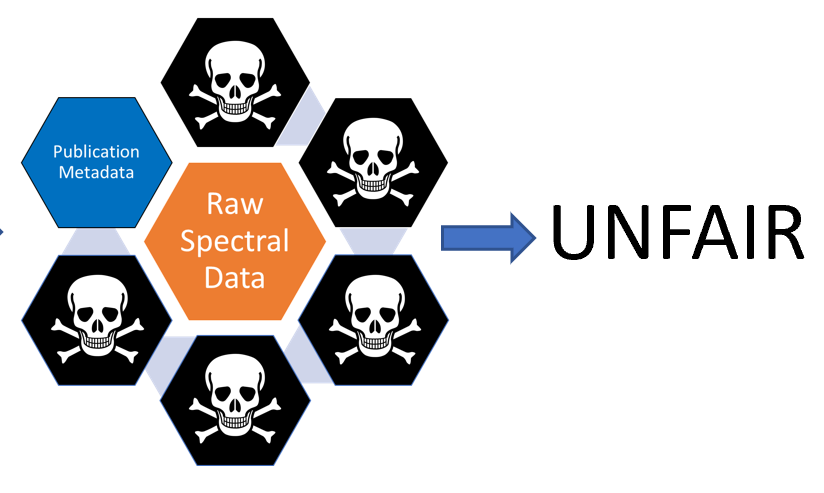 Publication
Metadata
Raw
Spectral
Data
UNFAIR